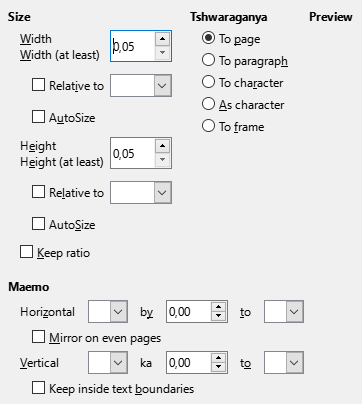 Size
Tshwaraganya
Preview
Width
Width (at least)
0,05
To page
To paragraph
Relative to
To character
As character
AutoSize
To frame
Height
Height (at least)
0,05
Relative to
AutoSize
Keep ratio
Maemo
Horizontal by 0,00 to
Mirror on even pages
Vertical ka 0,00 to
Keep inside text boundaries